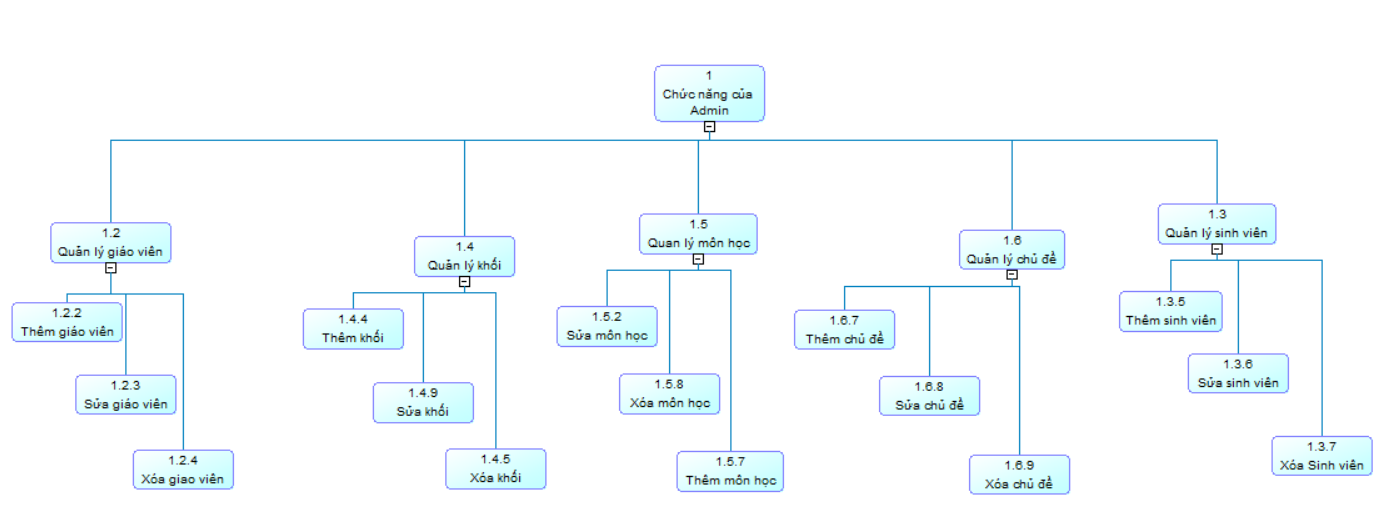 1
Chức năng của
Admin
1.2
Quản lý giáo viên
1.2.2
Thêm giáo viên
1.2.3
Sửa giáo viên
1.2.4
Xóa giao viên
1.4
Quản lý khối
1.4.4
Thêm khối
1.4.9
Sửa khối
1.4.5
Xóa khối
1.5
Quan lý môn học
1.5.2
Sửa môn học
1.5.8
Xóa môn học
1.5.7
Thêm môn học
1.6
Quản lý chủ đề
1.6.7
Thêm chủ đề
1.6.8
Sửa chủ đề
1.6.9
Xóa chủ đề
1.3
Quản lý sinh viên
1.3.5
Thêm sinh viên
1.3.6
Sửa sinh viên
1.3.7
Xóa Sinh viên